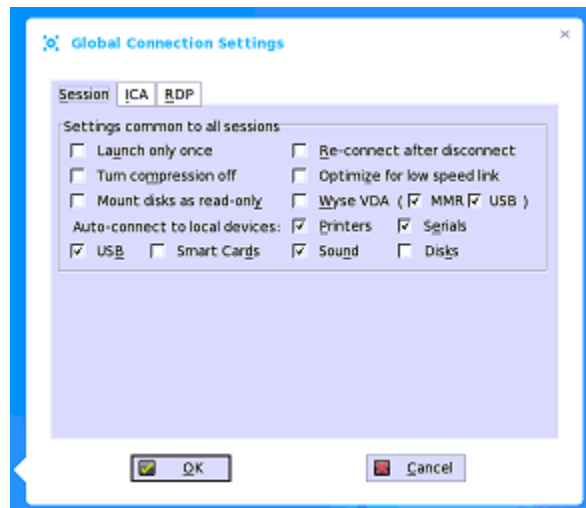 Global Connection Settings
Session ICA RDP
Settings common to all sessions
Launch only once Re-connect after disconnect
Turn compression off Optimize for low speed link
Mount disks as read-only Wyse VDA ( MMR USB )
Auto-connect to local devices: Printers Serials
USB Smart Cards Sound Disks
OK Cancel